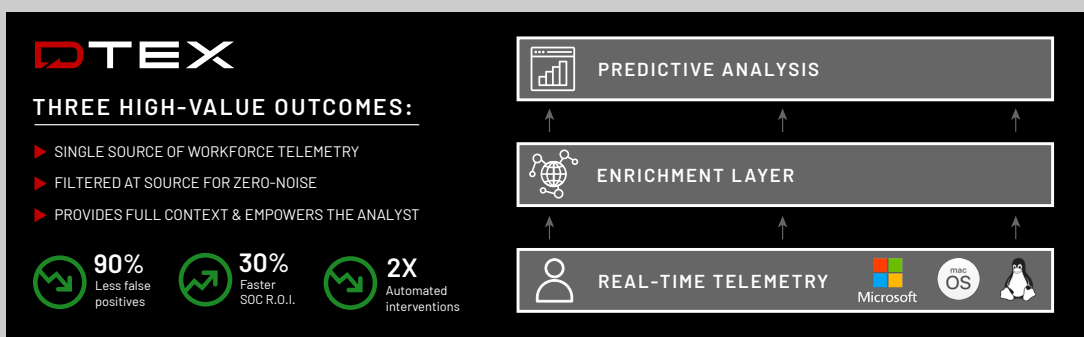 DTEX
THREE HIGH-VALUE OUTCOMES:
SINGLE SOURCE OF WORKFORCE TELEMETRY
FILTERED AT SOURCE FOR ZERO-NOISE
PROVIDES FULL CONTEXT & EMPOWERS THE ANALYST
90%
Less false
positives
30%
Faster
SOC R.O.I.
2X
Automated
interventions
PREDICTIVE ANALYSIS
ENRICHMENT LAYER
REAL-TIME TELEMETRY
Microsoft
mac
OS